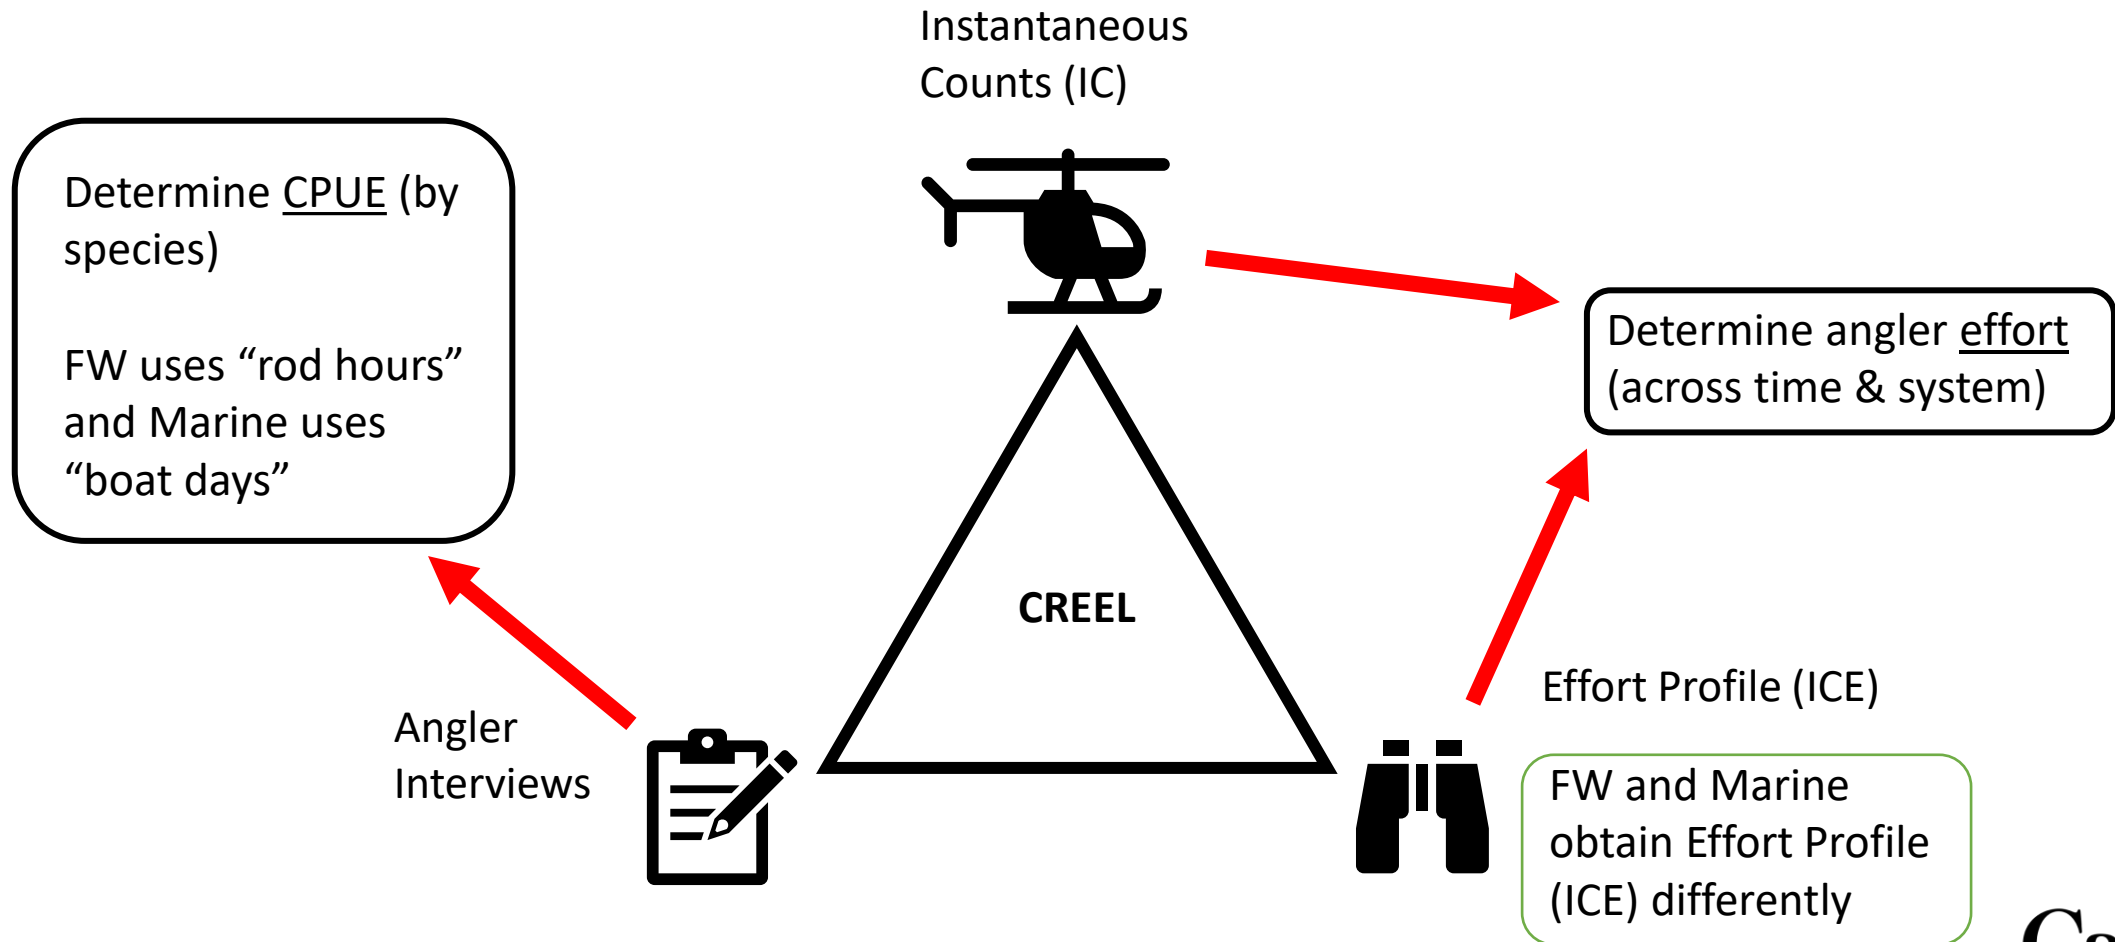 Instantaneous
Counts (IC)
Determine CPUE (by
species)
FW uses “rod hours”
and Marine uses
“boat days”
Determine angler effort
(across time & system)
CREEL
Angler
Interviews
Effort Profile (ICE)
FW and Marine
obtain Effort Profile
(ICE) differently